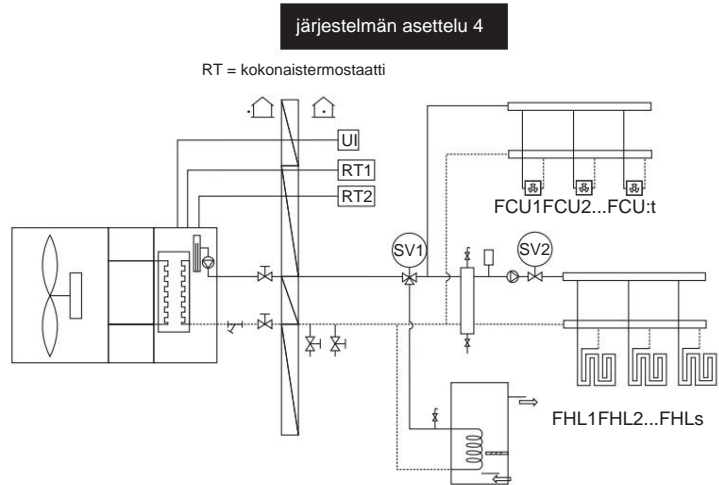 järjestelmän asettelu 4
RT = kokonaistermostaatti
UI
RT1
RT2
FCU1FCU2...FCU:t
SV1
SV2
FHL1FHL2...FHLs